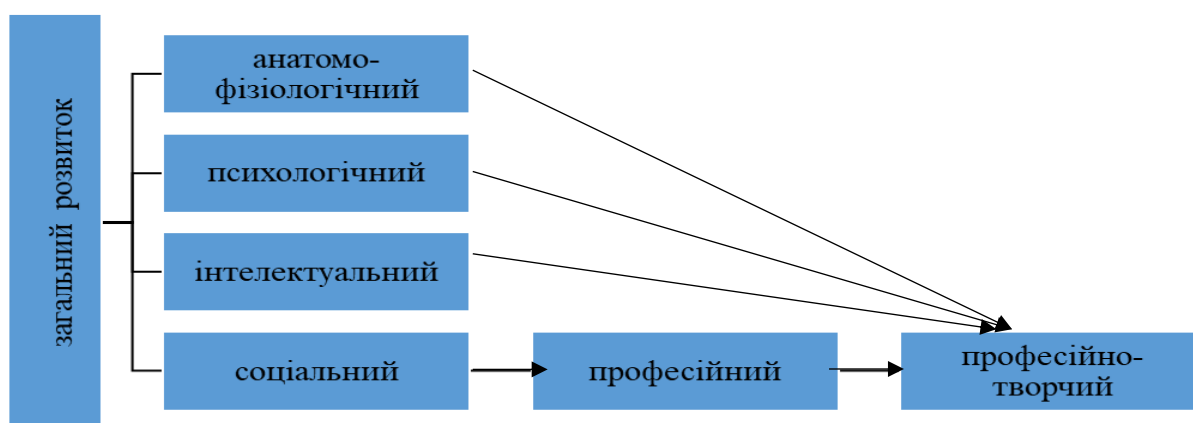 загальний розвиток
анатомо-
фізіологічний
психологічний
інтелектуальний
соціальний
професійний
професійно-
творчий